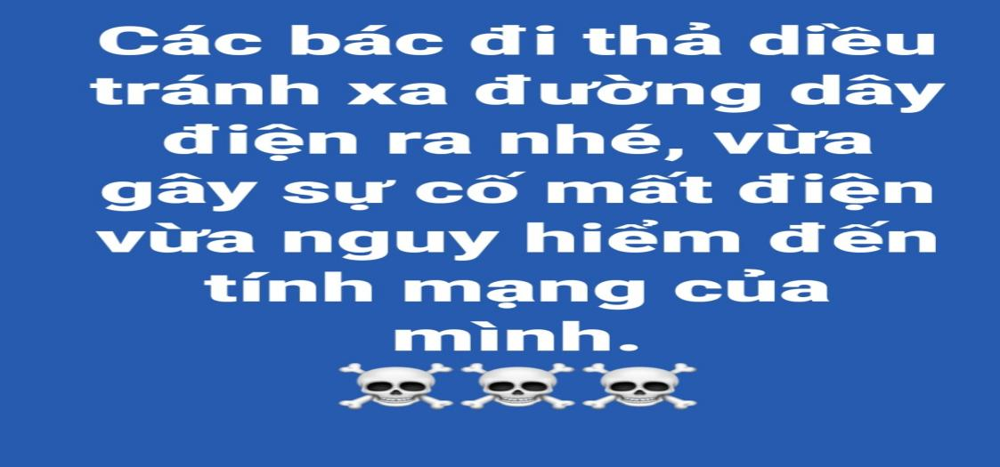 Các bác đi thả diều
tránh xa đường dây
điện ra nhé, vừa
gây sự cố mất điện
vừa nguy hiểm đến
tính mạng của
mình.
☠☠☠